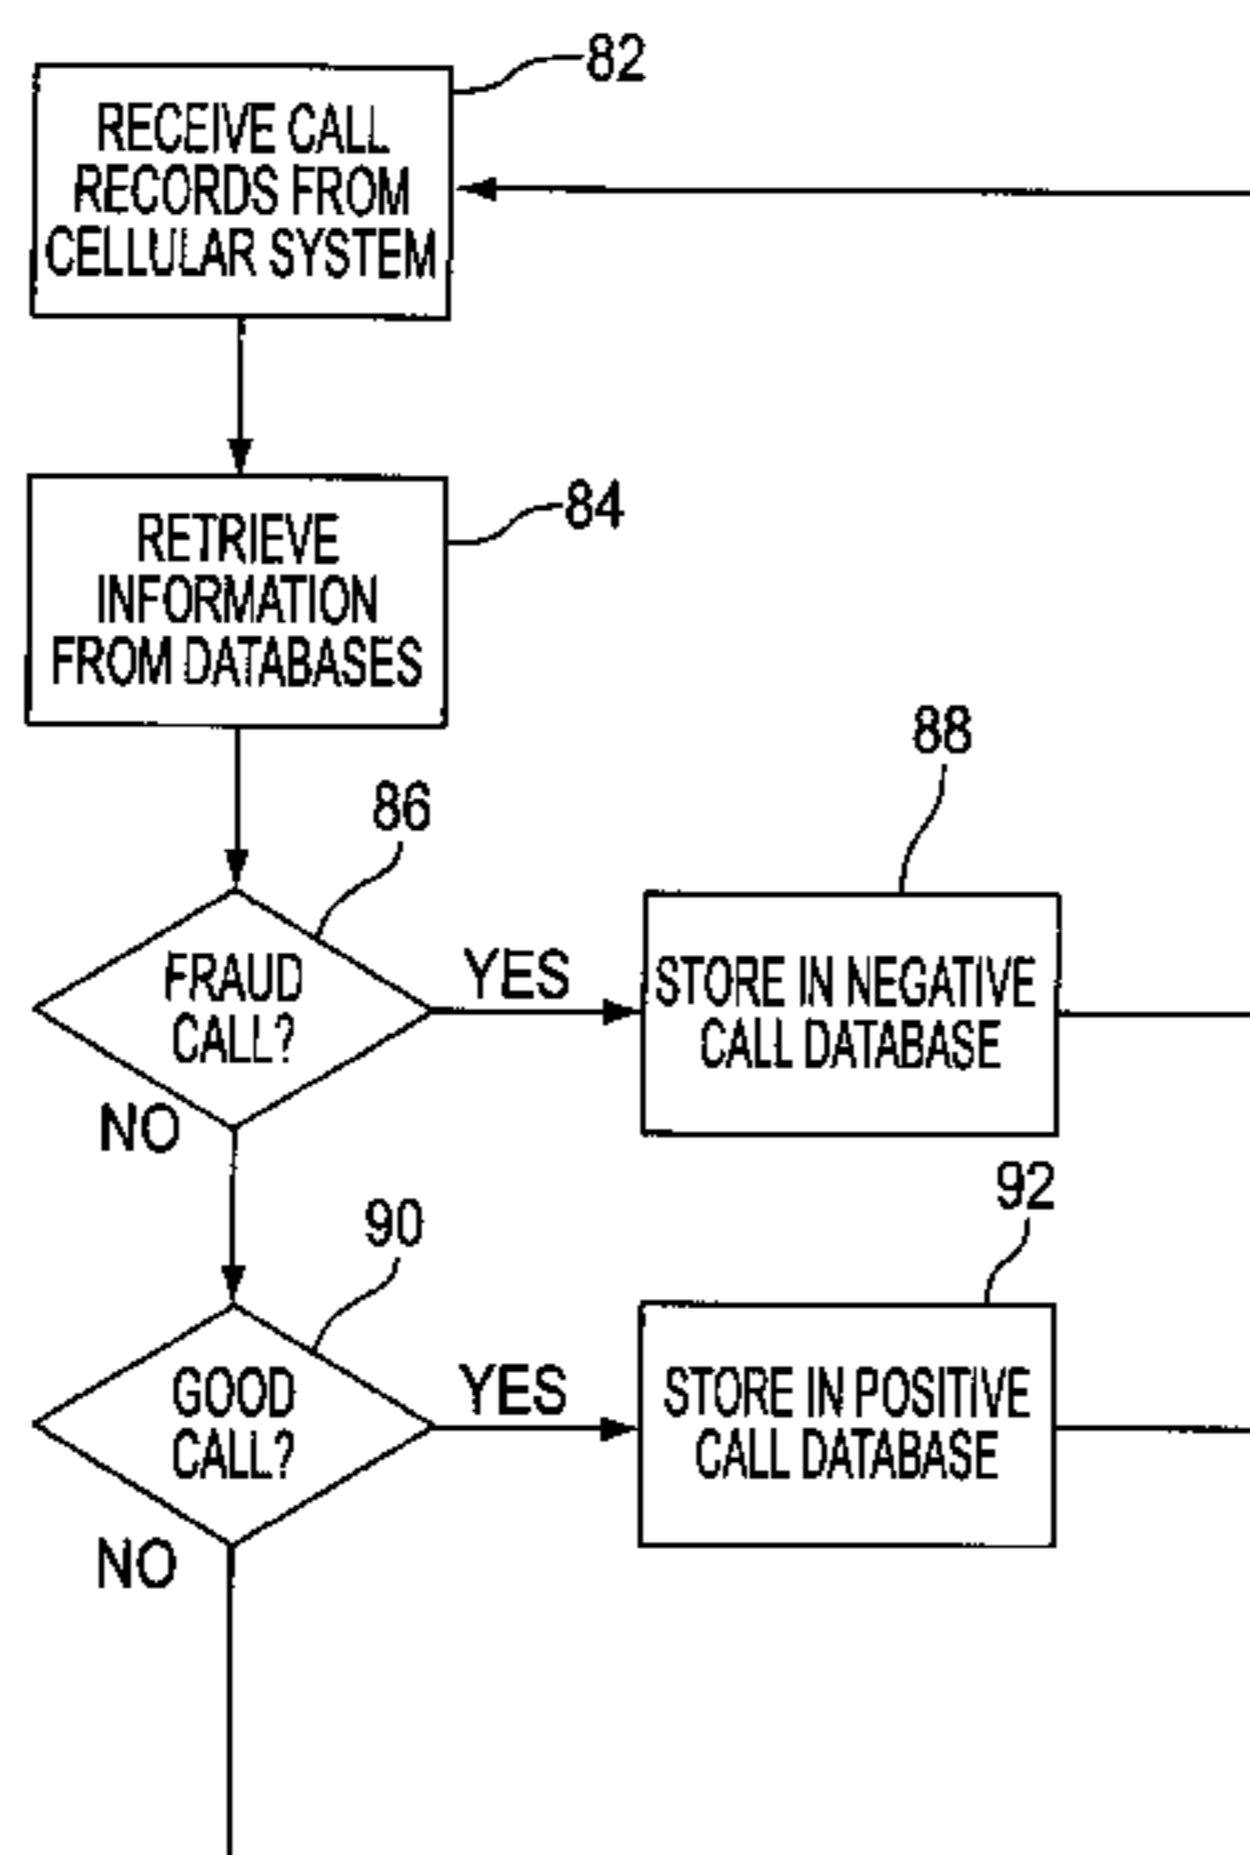 82
RECEIVE CALL
RECORDS FROM
CELLULAR SYSTEM
84
RETRIEVE
INFORMATION
FROM DATABASES
86
FRAUD
CALL?
YES
NO
88
STORE IN NEGATIVE
CALL DATABASE
90
GOOD
CALL?
YES
NO
92
STORE IN POSITIVE
CALL DATABASE